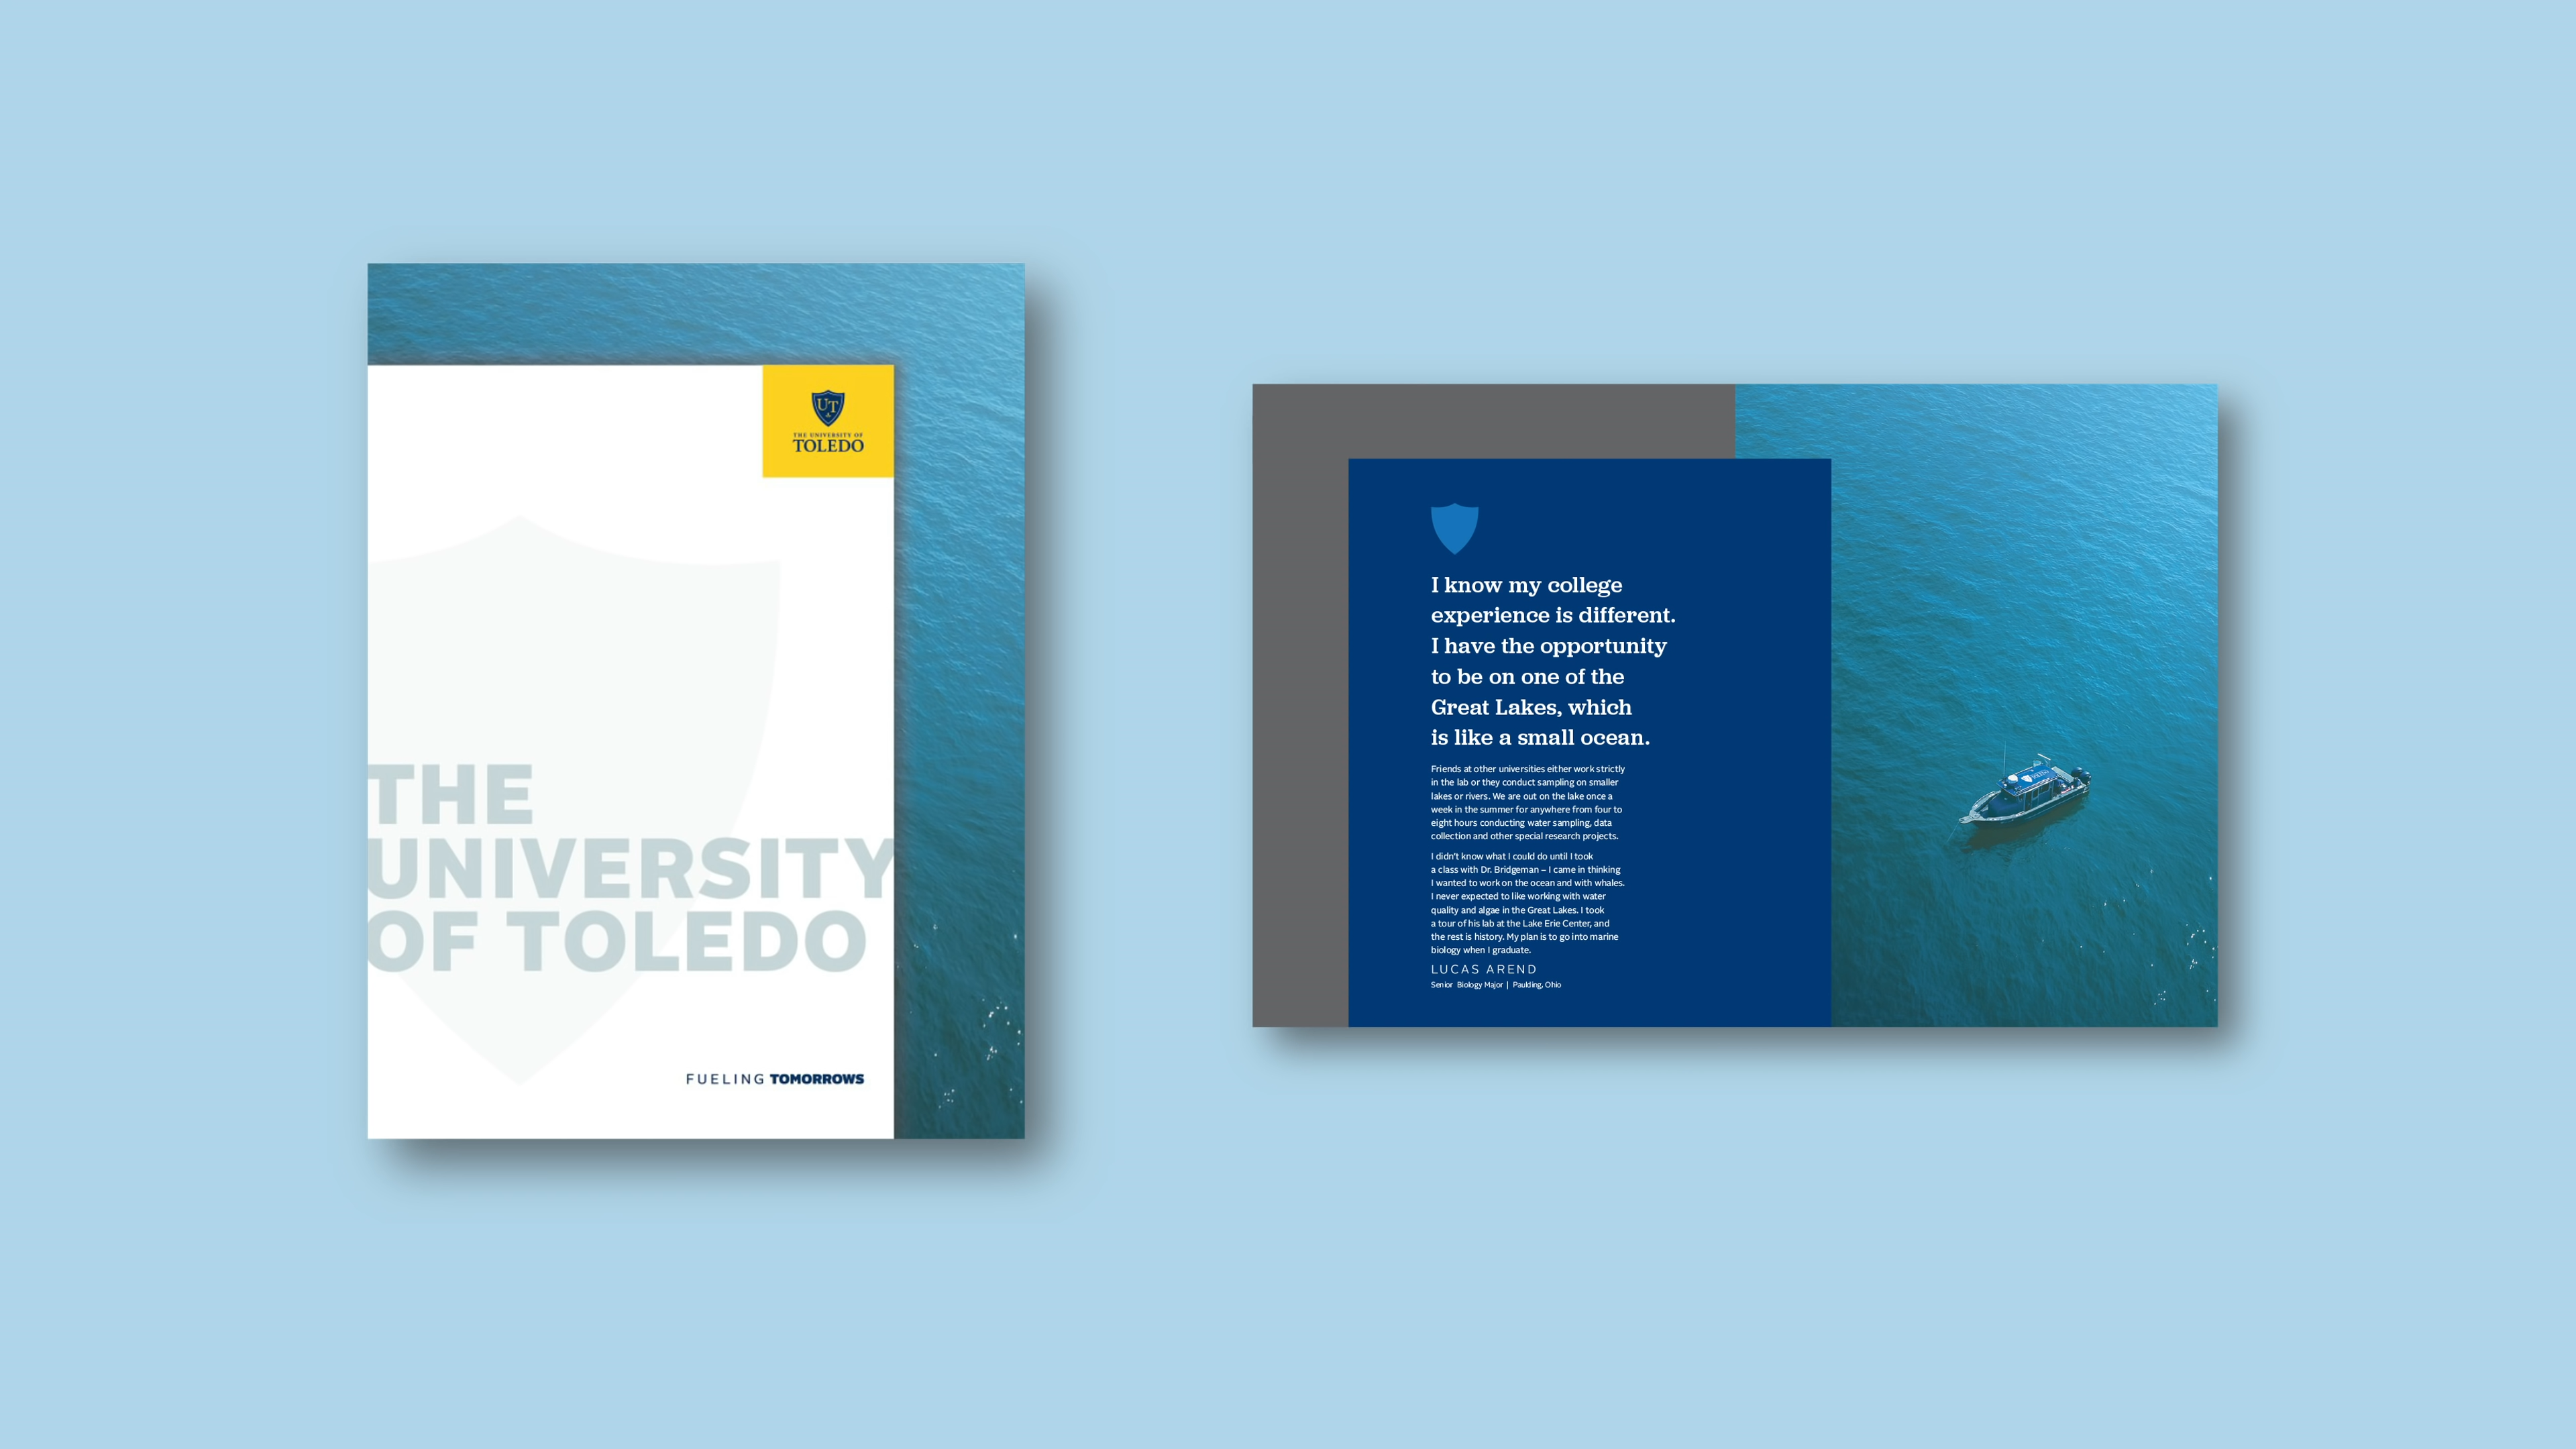 UT
THE UNIVERSITY OF
TOLEDO
THE
UNIVERSITY
OF TOLEDO
FUELING TOMORROWS
I know my college
experience is different.
I have the opportunity
to be on one of the
Great Lakes, which
is like a small ocean.
Friends at other universities either work strictly
in the lab or they conduct sampling on smaller
lakes or rivers. We are out on the lake once a
week in the summer for anywhere from four to
eight hours conducting water sampling, data
collection and other special research projects.
I didn't know what I could do until I took
a class with Dr. Bridgeman – I came in thinking
I wanted to work on the ocean and with whales.
I never expected to like working with water
quality and algae in the Great Lakes. I took
a tour of his lab at the Lake Erie Center, and
the rest is history. My plan is to go into marine
biology when I graduate.
LUCAS AREND
Senior Biology Major | Paulding, Ohio